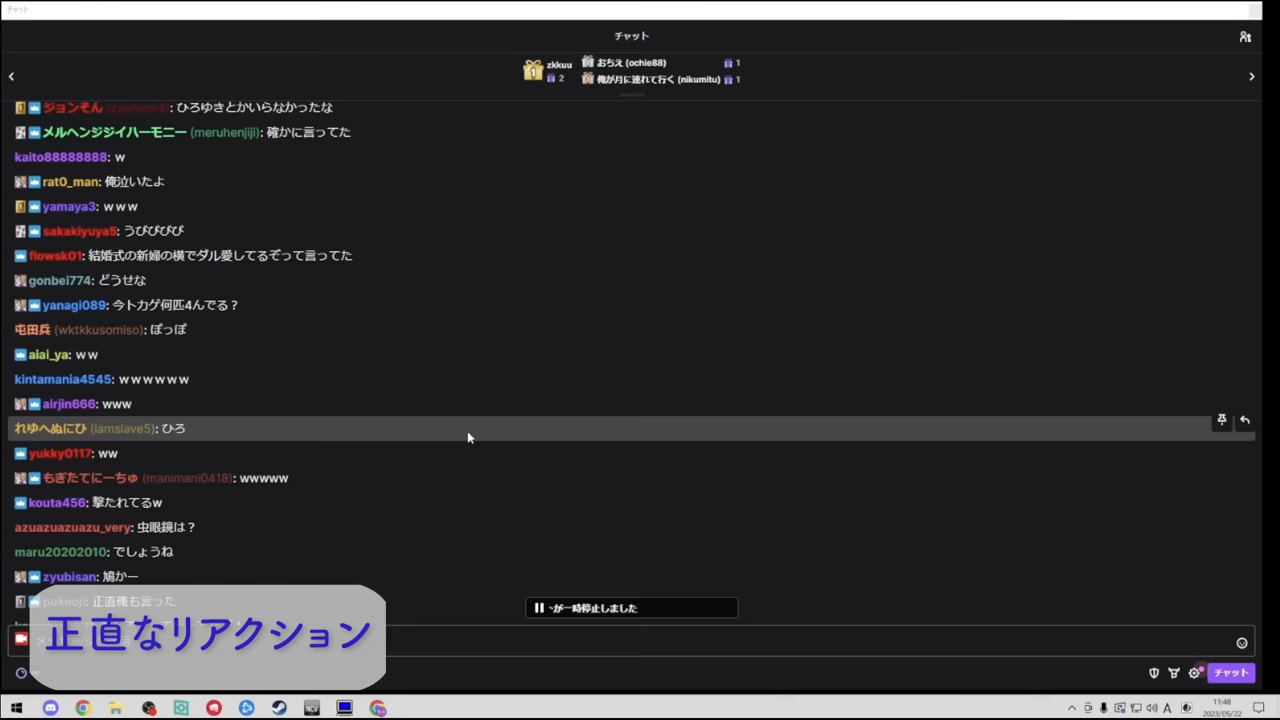 チャット
チャット
zkkuu
2
おちえ (ochie88) 1
俺が月に連れて行く (nikumitu) 1
ジョンそん : ひろゆきとかいらなかったな
メルヘンジジイハーモニー (meruhenjiji): 確かに言ってた
kaito88888888: w
rat0_man: 俺泣いたよ
yamaya3: w w w
sakakiyuya5: うびびびび
flowsk01: 結婚式の新婦の横でダル愛してるぞって言ってた
gonbei774: どうせな
yanagi089: 今トカゲ何匹4んでる？
屯田兵 (wktkkusomiso): ぽっぽ
aiai_ya: w w
kintamania4545: w w w w w w
airjin666: www
れゆへぬにひ (iamslave5): ひろ
yukky0117: ww
もぎたてにーちゅ (manimani0418): wwwww
kouta456: 撃たれてるw
azuazuazuazu_very: 虫眼鏡は？
maru20202010: でしょうね
zyubisan: 鳩かー
pokeoji: 正直俺も言った
が一時停止しました
正直なリアクション
チャット
11:48
2023/05/22